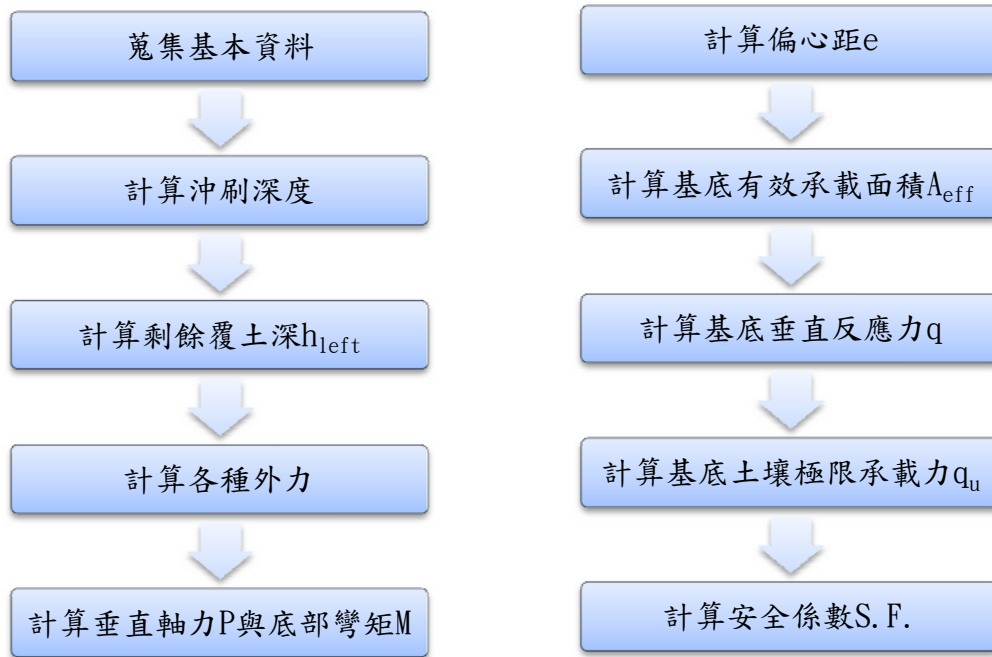 蒐集基本資料
計算沖刷深度
計算剩餘覆土深h_left
計算各種外力
計算垂直軸力P與底部彎矩M
計算偏心距e
計算基底有效承載面積A_eff
計算基底垂直反應力q
計算基底土壤極限承載力q_u
計算安全係數S.F.